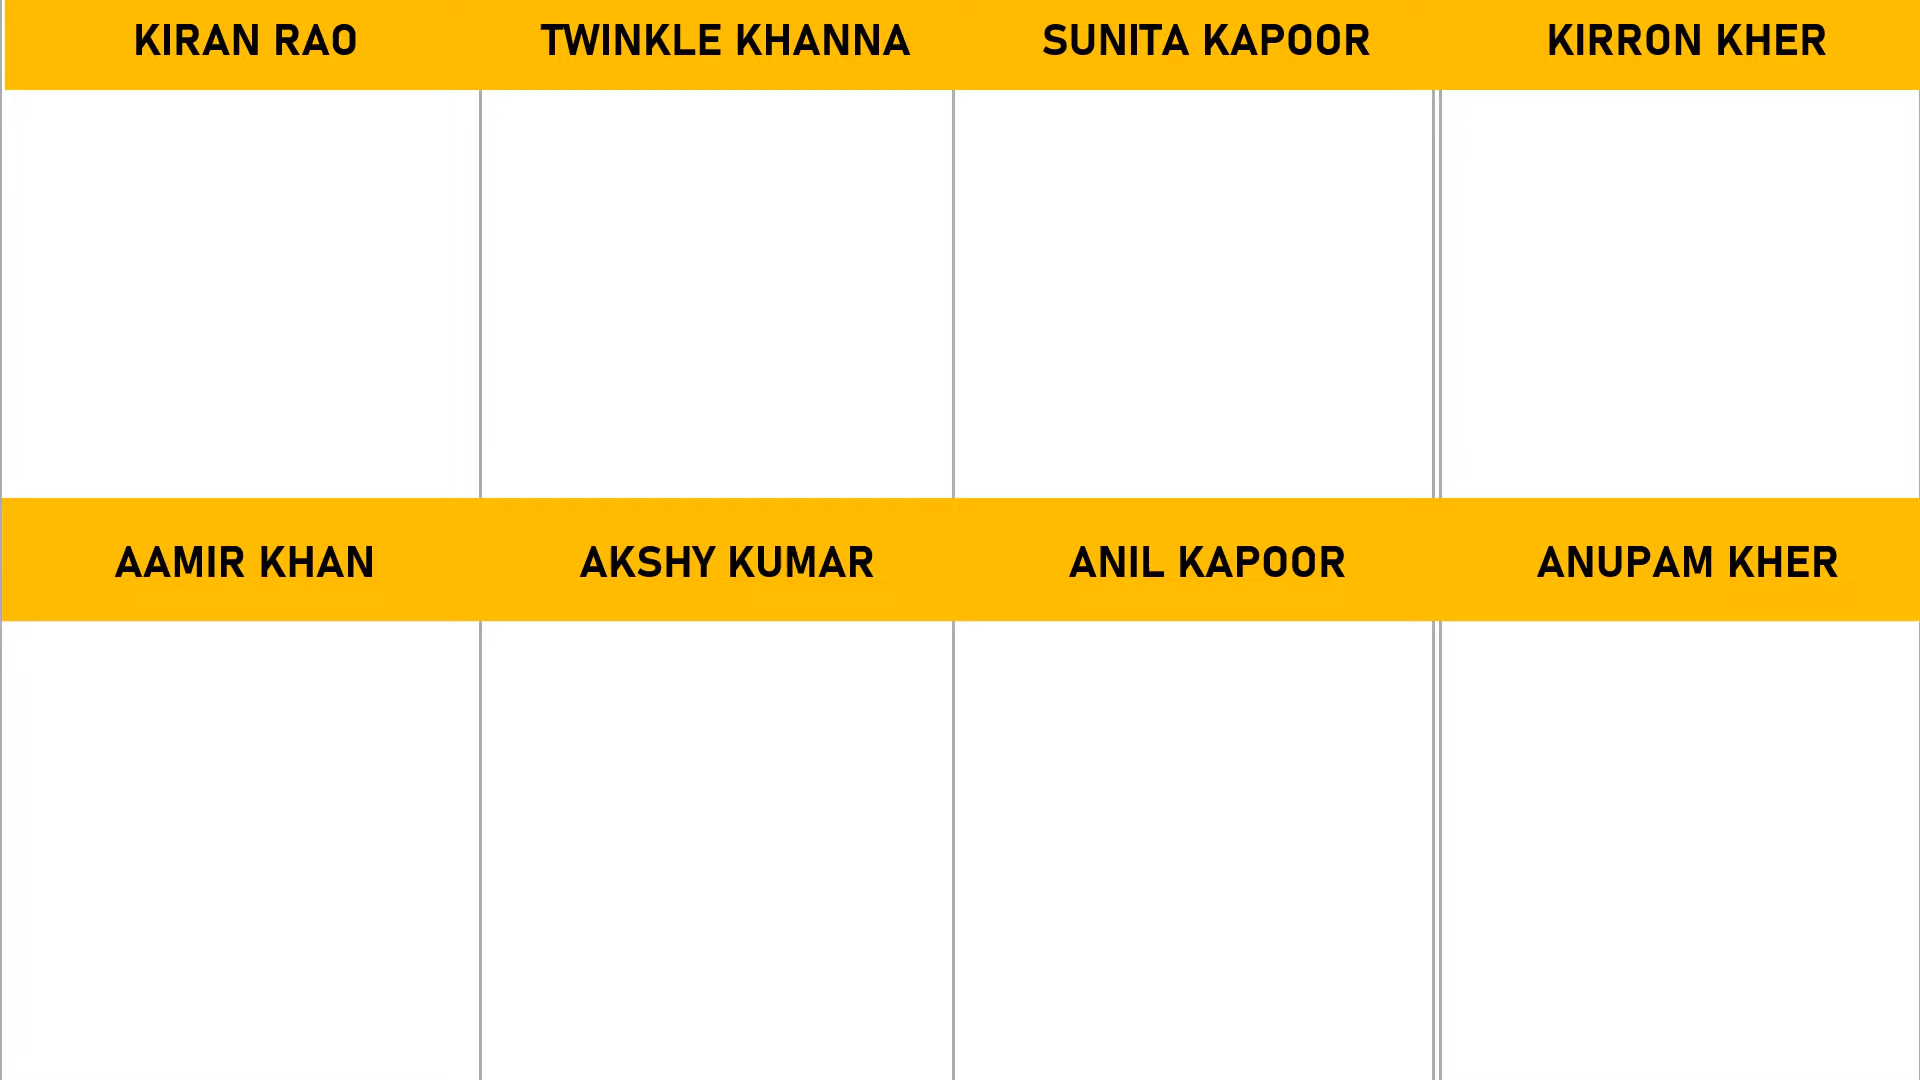 KIRAN RAO
TWINKLE KHANNA
SUNITA KAPOOR
KIRRON KHER
AAMIR KHAN
AKSHY KUMAR
ANIL KAPOOR
ANUPAM KHER